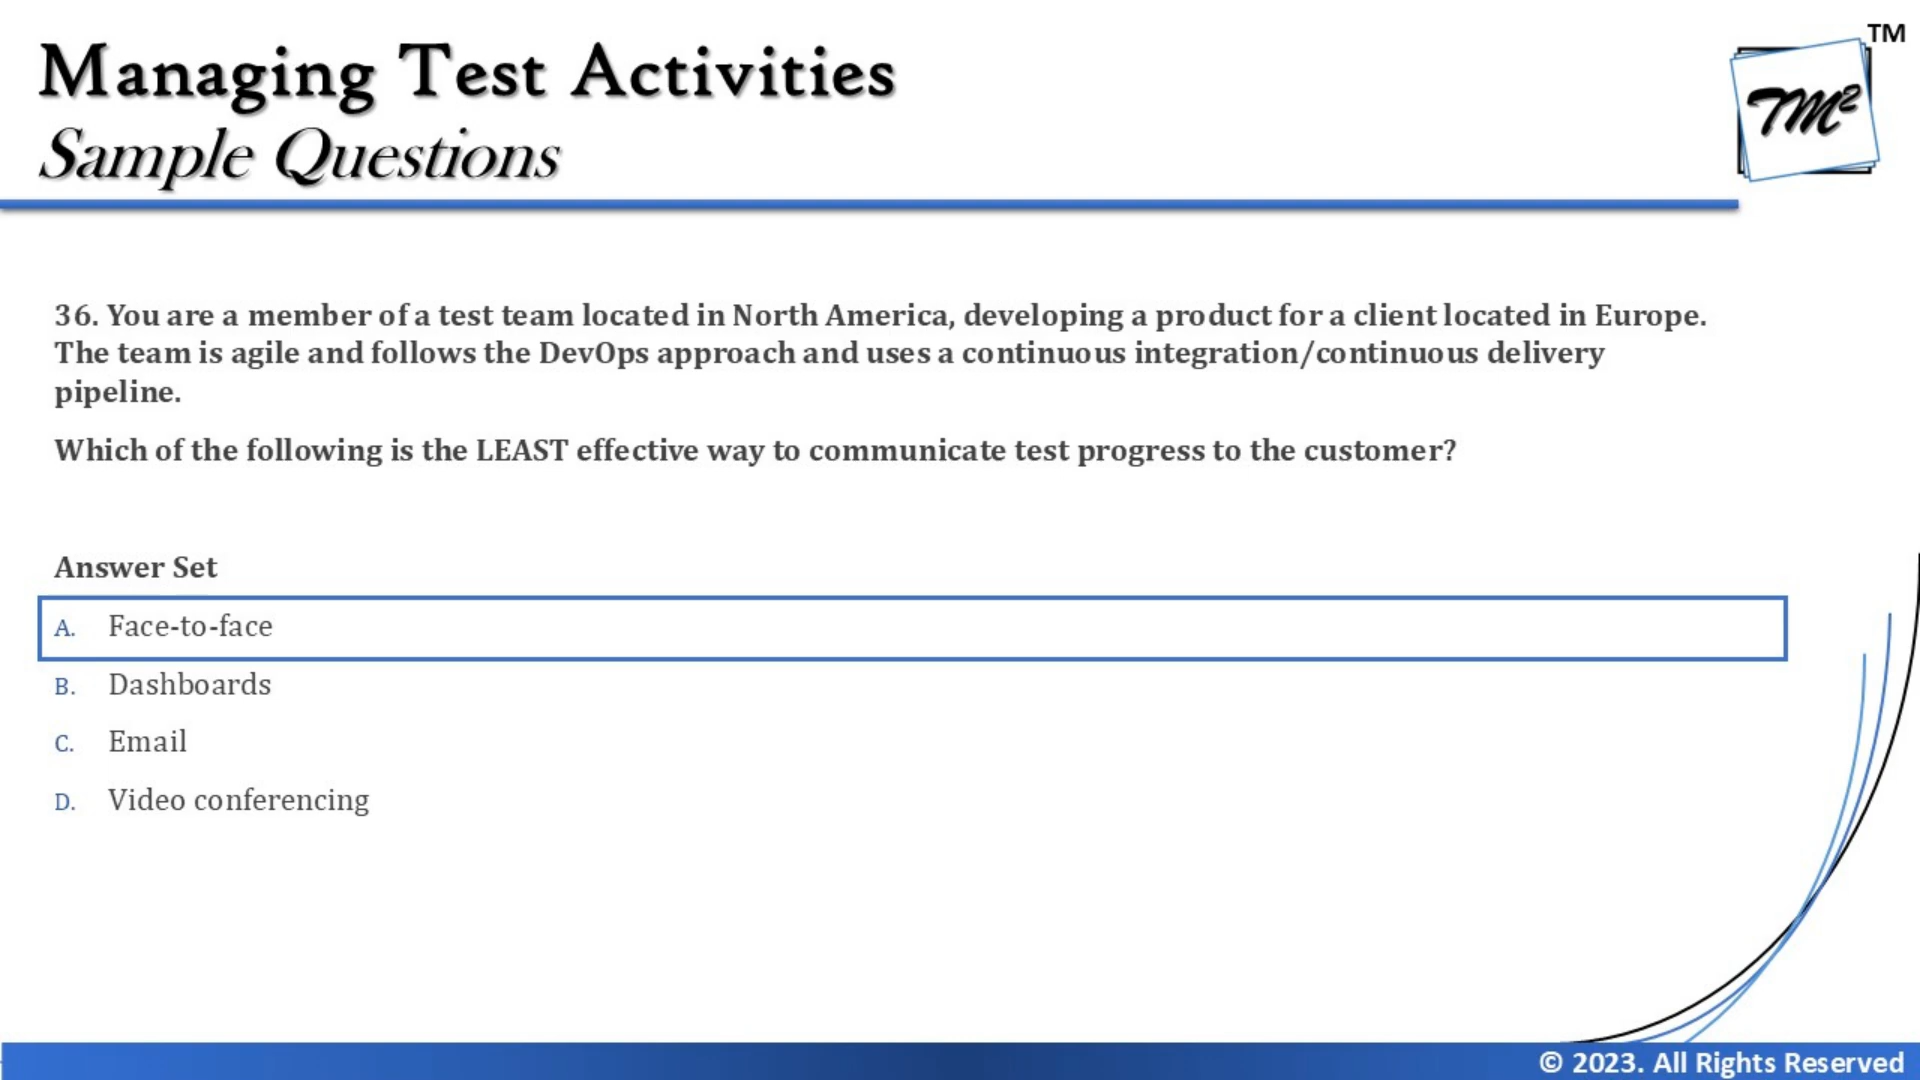 Managing Test Activities
Sample Questions
TM
TM²
36. You are a member of a test team located in North America, developing a product for a client located in Europe.
The team is agile and follows the DevOps approach and uses a continuous integration/continuous delivery
pipeline.
Which of the following is the LEAST effective way to communicate test progress to the customer?
Answer Set
A. Face-to-face
B. Dashboards
C. Email
D. Video conferencing
© 2023. All Rights Reserved